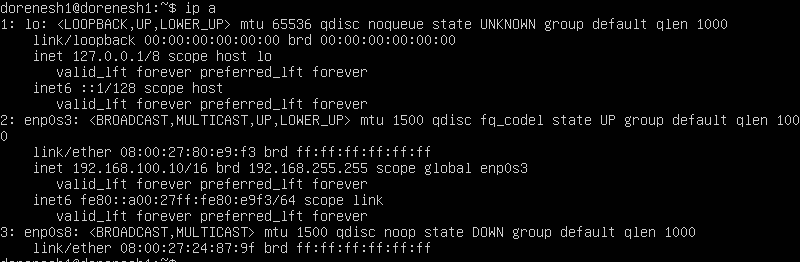 dorenesh1@dorenesh1:~$ ip a
1: lo: <LOOPBACK,UP,LOWER_UP> mtu 65536 qdisc noqueue state UNKNOWN group default qlen 1000
    link/loopback 00:00:00:00:00:00 brd 00:00:00:00:00:00
    inet 127.0.0.1/8 scope host lo
       valid_lft forever preferred_lft forever
    inet6 ::1/128 scope host
       valid_lft forever preferred_lft forever
2: enp0s3: <BROADCAST,MULTICAST,UP,LOWER_UP> mtu 1500 qdisc fq_codel state UP group default qlen 100
0
    link/ether 08:00:27:80:e9:f3 brd ff:ff:ff:ff:ff:ff
    inet 192.168.100.10/16 brd 192.168.255.255 scope global enp0s3
       valid_lft forever preferred_lft forever
    inet6 fe80::a00:27ff:fe80:e9f3/64 scope link
       valid_lft forever preferred_lft forever
3: enp0s8: <BROADCAST,MULTICAST> mtu 1500 qdisc noop state DOWN group default qlen 1000
    link/ether 08:00:27:24:87:9f brd ff:ff:ff:ff:ff:ff
dorenesh1@dorenesh1:~$